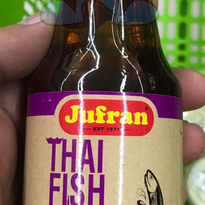 Jufran
EST 1971
THAI
FISH